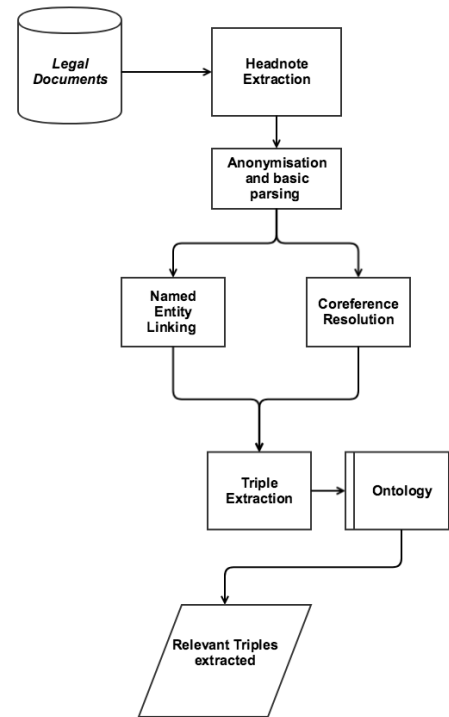 Legal
Documents
Headnote
Extraction
Anonymisation
and basic
parsing
Named
Entity
Linking
Coreference
Resolution
Triple
Extraction
Ontology
Relevant Triples
extracted